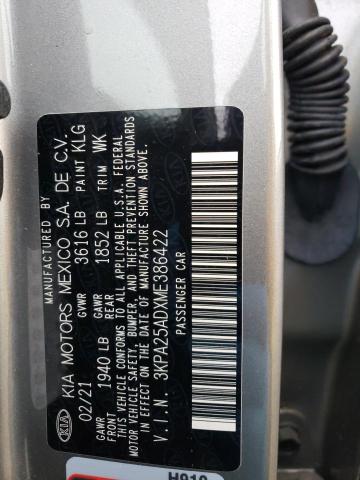 KIA
MANUFACTURED BY
KIA MOTORS MEXICO S.A. DE C.V.
02/21 GVWR 3616 LB PAINT KLG
GAWR FRONT 1940 LB GAWR REAR 1852 LB TRIM WK
THIS VEHICLE CONFORMS TO ALL APPLICABLE U.S.A. FEDERAL
MOTOR VEHICLE SAFETY, BUMPER, AND THEFT PREVENTION STANDARDS
IN EFFECT ON THE DATE OF MANUFACTURE SHOWN ABOVE.
V.I.N. 3KPA25ADXME386422
PASSENGER CAR